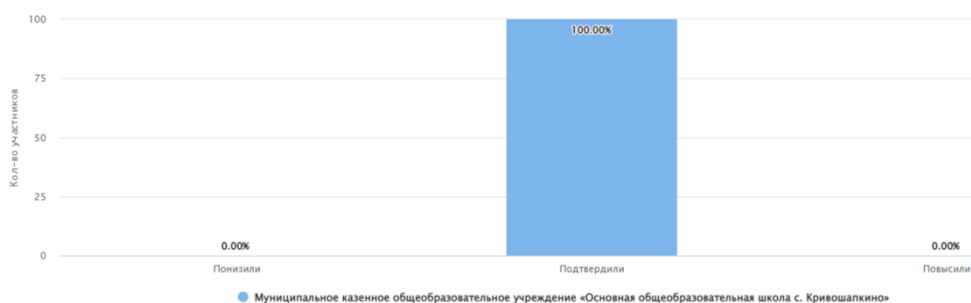 100
100.00%
75
Кол-во участников
50
25
0.00%
0.00%
0
Понизили
Подтвердили
Повысили
Муниципальное казенное общеобразовательное учреждение «Основная общеобразовательная школа с. Кривошапкино»